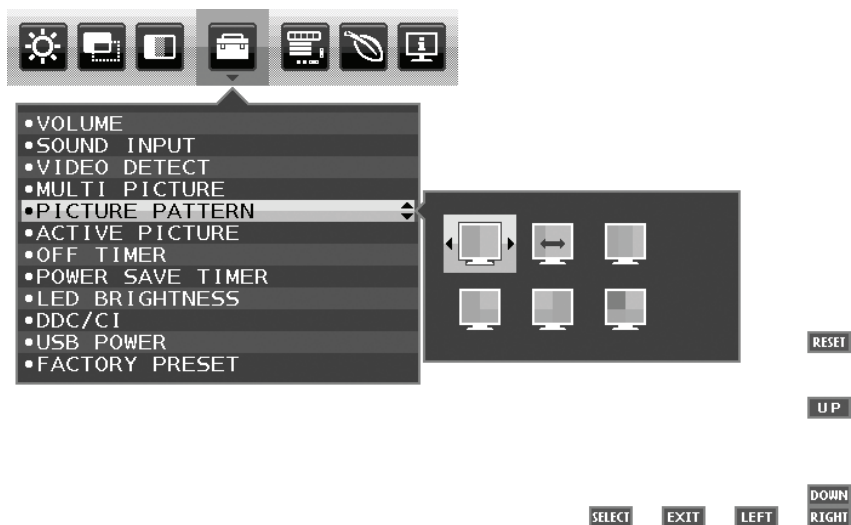 •VOLUME
•SOUND INPUT
•VIDEO DETECT
•MULTI PICTURE
•PICTURE PATTERN
•ACTIVE PICTURE
•OFF TIMER
•POWER SAVE TIMER
•LED BRIGHTNESS
•DDC/CI
•USB POWER
•FACTORY PRESET
RESET
UP
DOWN
SELECT EXIT LEFT RIGHT